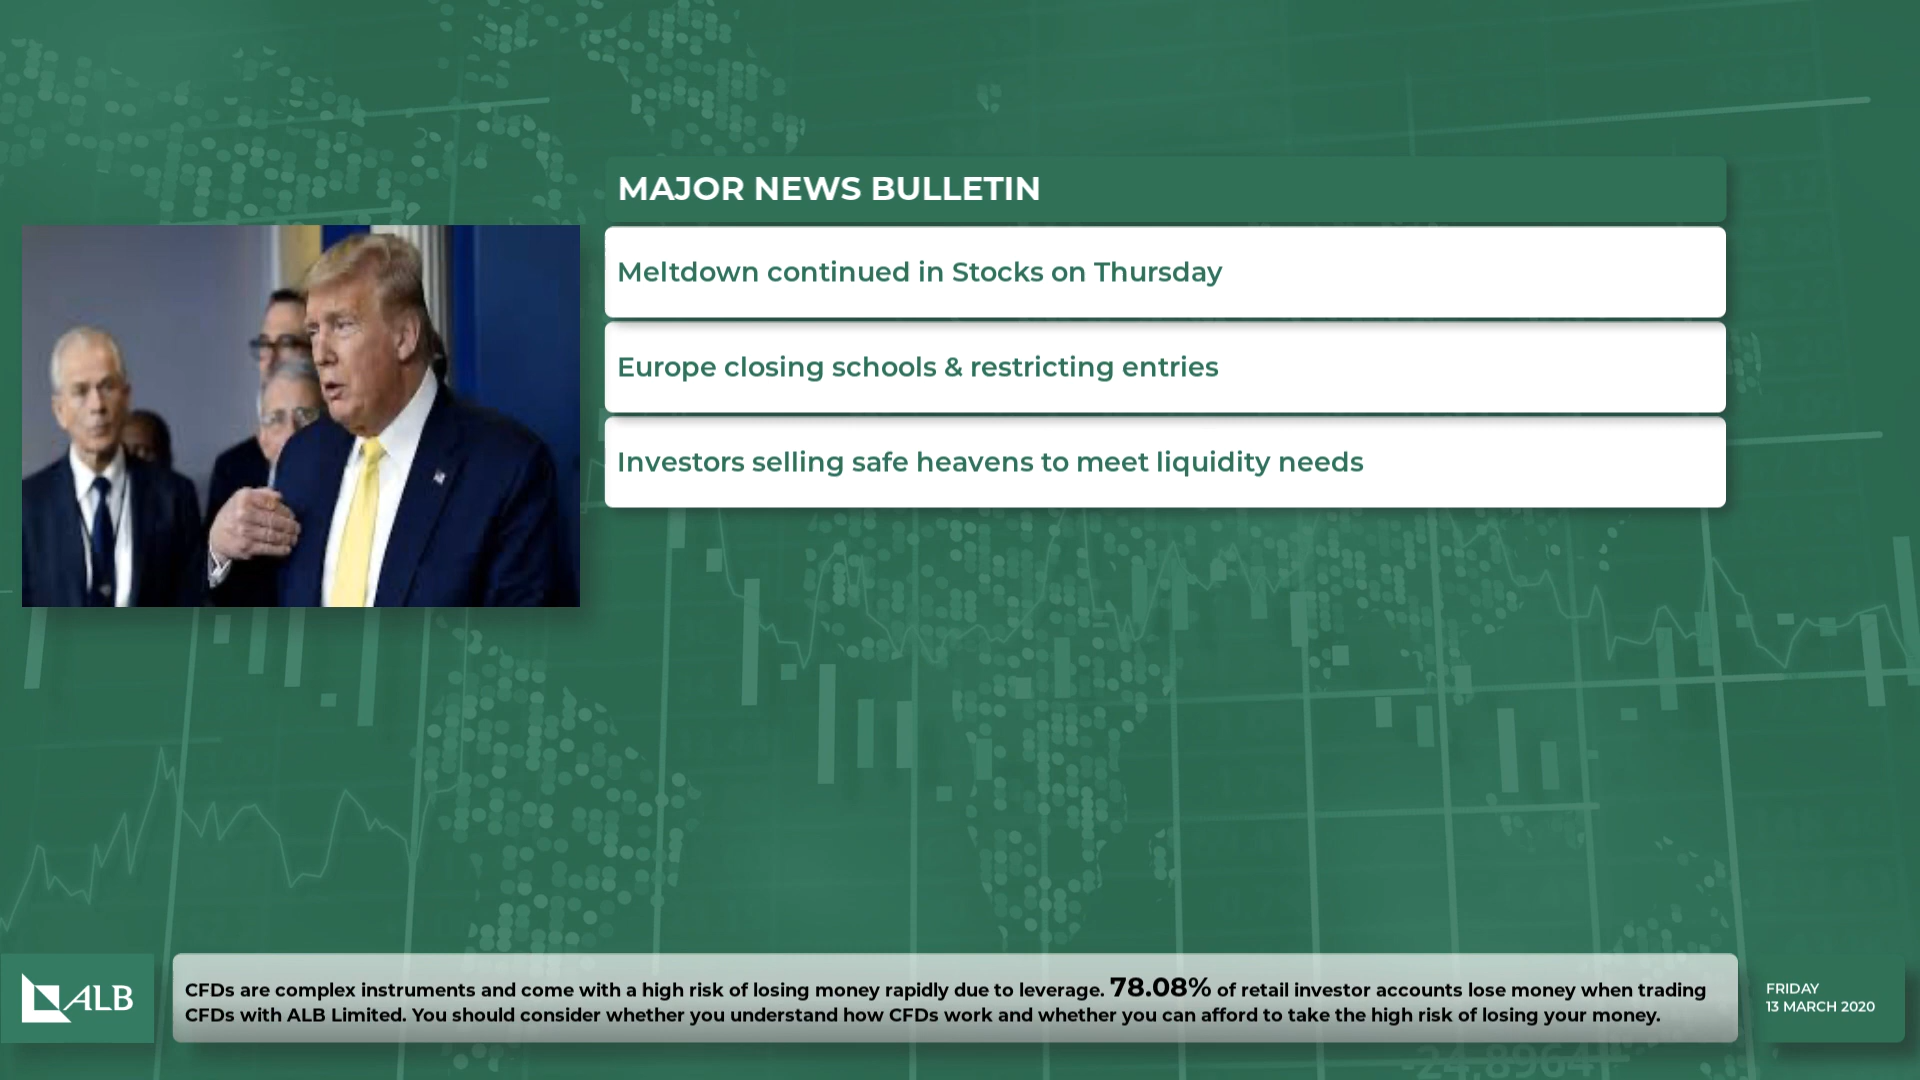 MAJOR NEWS BULLETIN
Meltdown continued in Stocks on Thursday
Europe closing schools & restricting entries
Investors selling safe heavens to meet liquidity needs
ALB
CFDs are complex instruments and come with a high risk of losing money rapidly due to leverage. 78.08% of retail investor accounts lose money when trading
CFDs with ALB Limited. You should consider whether you understand how CFDs work and whether you can afford to take the high risk of losing your money.
FRIDAY
13 MARCH 2020